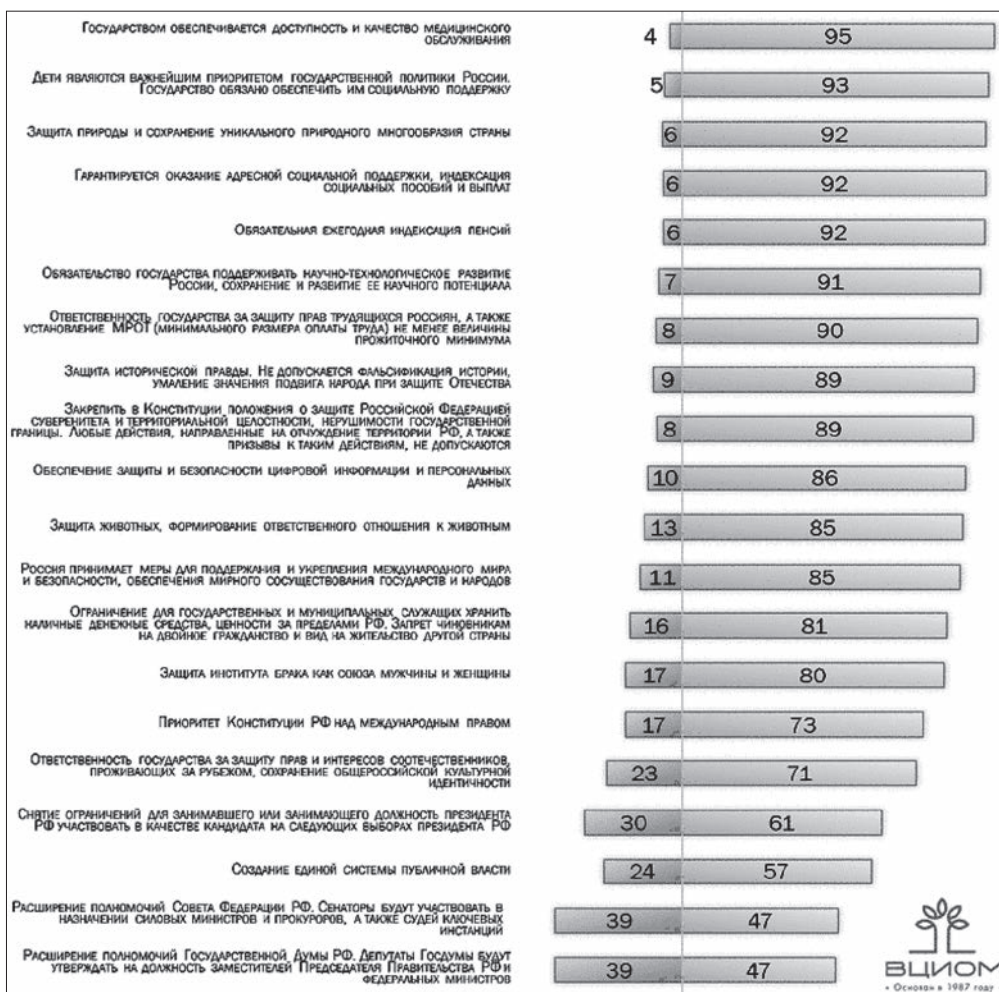 ГОСУДАРСТВОМ ОБЕСПЕЧИВАЕТСЯ ДОСТУПНОСТЬ И КАЧЕСТВО МЕДИЦИНСКОГО
ОБСЛУЖИВАНИЯ
4 95
ДЕТИ ЯВЛЯЮТСЯ ВАЖНЕЙШИМ ПРИОРИТЕТОМ ГОСУДАРСТВЕННОЙ ПОЛИТИКИ РОССИИ.
ГОСУДАРСТВО ОБЯЗАНО ОБЕСПЕЧИТЬ ИМ СОЦИАЛЬНУЮ ПОДДЕРЖКУ
5 93
ЗАЩИТА ПРИРОДЫ И СОХРАНЕНИЕ УНИКАЛЬНОГО ПРИРОДНОГО МНОГООБРАЗИЯ СТРАНЫ
6 92
ГАРАНТИРУЕТСЯ ОКАЗАНИЕ АДРЕСНОЙ СОЦИАЛЬНОЙ ПОДДЕРЖКИ, ИНДЕКСАЦИЯ
СОЦИАЛЬНЫХ ПОСОБИЙ И ВЫПЛАТ
6 92
ОБЯЗАТЕЛЬНАЯ ЕЖЕГОДНАЯ ИНДЕКСАЦИЯ ПЕНСИЙ
6 92
ОБЯЗАТЕЛЬСТВО ГОСУДАРСТВА ПОДДЕРЖИВАТЬ НАУЧНО-ТЕХНОЛОГИЧЕСКОЕ РАЗВИТИЕ
РОССИИ, СОХРАНЕНИЕ И РАЗВИТИЕ ЕЕ НАУЧНОГО ПОТЕНЦИАЛА
7 91
ОТВЕТСТВЕННОСТЬ ГОСУДАРСТВА ЗА ЗАЩИТУ ПРАВ ТРУДЯЩИХСЯ РОССИЯН, А ТАКЖЕ
УСТАНОВЛЕНИЕ МРОТ (МИНИМАЛЬНОГО РАЗМЕРА ОПЛАТЫ ТРУДА) НЕ МЕНЕЕ ВЕЛИЧИНЫ
ПРОЖИТОЧНОГО МИНИМУМА
8 90
ЗАЩИТА ИСТОРИЧЕСКОЙ ПРАВДЫ. НЕ ДОПУСКАЕТСЯ ФАЛЬСИФИКАЦИЯ ИСТОРИИ,
УМАЛЕНИЕ ЗНАЧЕНИЯ ПОДВИГА НАРОДА ПРИ ЗАЩИТЕ ОТЕЧЕСТВА
9 89
ЗАКРЕПИТЬ В КОНСТИТУЦИИ ПОЛОЖЕНИЯ О ЗАЩИТЕ РОССИЙСКОЙ ФЕДЕРАЦИЕЙ
СУВЕРЕНИТЕТА И ТЕРРИТОРИАЛЬНОЙ ЦЕЛОСТНОСТИ, НЕРУШИМОСТИ ГОСУДАРСТВЕННОЙ
ГРАНИЦЫ. ЛЮБЫЕ ДЕЙСТВИЯ, НАПРАВЛЕННЫЕ НА ОТЧУЖДЕНИЕ ТЕРРИТОРИИ РФ, А ТАКЖЕ
ПРИЗЫВЫ К ТАКИМ ДЕЙСТВИЯМ, НЕ ДОПУСКАЮТСЯ
8 89
ОБЕСПЕЧЕНИЕ ЗАЩИТЫ И БЕЗОПАСНОСТИ ЦИФРОВОЙ ИНФОРМАЦИИ И ПЕРСОНАЛЬНЫХ
ДАННЫХ
10 86
ЗАЩИТА ЖИВОТНЫХ, ФОРМИРОВАНИЕ ОТВЕТСТВЕННОГО ОТНОШЕНИЯ К ЖИВОТНЫМ
13 85
РОССИЯ ПРИНИМАЕТ МЕРЫ ДЛЯ ПОДДЕРЖАНИЯ И УКРЕПЛЕНИЯ МЕЖДУНАРОДНОГО МИРА
И БЕЗОПАСНОСТИ, ОБЕСПЕЧЕНИЯ МИРНОГО СОСУЩЕСТВОВАНИЯ ГОСУДАРСТВ И НАРОДОВ
11 85
ОГРАНИЧЕНИЕ ДЛЯ ГОСУДАРСТВЕННЫХ И МУНИЦИПАЛЬНЫХ СЛУЖАЩИХ ХРАНИТЬ
НАЛИЧНЫЕ ДЕНЕЖНЫЕ СРЕДСТВА, ЦЕННОСТИ ЗА ПРЕДЕЛАМИ РФ. ЗАПРЕТ ЧИНОВНИКАМ
НА ДВОЙНОЕ ГРАЖДАНСТВО И ВИД НА ЖИТЕЛЬСТВО ДРУГОЙ СТРАНЫ
16 81
ЗАЩИТА ИНСТИТУТА БРАКА КАК СОЮЗА МУЖЧИНЫ И ЖЕНЩИНЫ
17 80
ПРИОРИТЕТ КОНСТИТУЦИИ РФ НАД МЕЖДУНАРОДНЫМ ПРАВОМ
17 73
ОТВЕТСТВЕННОСТЬ ГОСУДАРСТВА ЗА ЗАЩИТУ ПРАВ И ИНТЕРЕСОВ СООТЕЧЕСТВЕННИКОВ,
ПРОЖИВАЮЩИХ ЗА РУБЕЖОМ, СОХРАНЕНИЕ ОБЩЕРОССИЙСКОЙ КУЛЬТУРНОЙ
ИДЕНТИЧНОСТИ
23 71
СНЯТИЕ ОГРАНИЧЕНИЙ ДЛЯ ЗАНИМАВШЕГО ИЛИ ЗАНИМАЮЩЕГО ДОЛЖНОСТЬ ПРЕЗИДЕНТА
РФ УЧАСТВОВАТЬ В КАЧЕСТВЕ КАНДИДАТА НА СЛЕДУЮЩИХ ВЫБОРАХ ПРЕЗИДЕНТА РФ
30 61
СОЗДАНИЕ ЕДИНОЙ СИСТЕМЫ ПУБЛИЧНОЙ ВЛАСТИ
24 57
РАСШИРЕНИЕ ПОЛНОМОЧИЙ СОВЕТА ФЕДЕРАЦИИ РФ. СЕНАТОРЫ БУДУТ УЧАСТВОВАТЬ В
НАЗНАЧЕНИИ СИЛОВЫХ МИНИСТРОВ И ПРОКУРОРОВ, А ТАКЖЕ СУДЕЙ КЛЮЧЕВЫХ
ИНСТАНЦИЙ
39 47
РАСШИРЕНИЕ ПОЛНОМОЧИЙ ГОСУДАРСТВЕННОЙ ДУМЫ РФ. ДЕПУТАТЫ ГОСДУМЫ БУДУТ
УТВЕРЖДАТЬ НА ДОЛЖНОСТЬ ЗАМЕСТИТЕЛЕЙ ПРЕДСЕДАТЕЛЯ ПРАВИТЕЛЬСТВА РФ И
ФЕДЕРАЛЬНЫХ МИНИСТРОВ
39 47
ВЦИОМ
• Основан в 1987 году